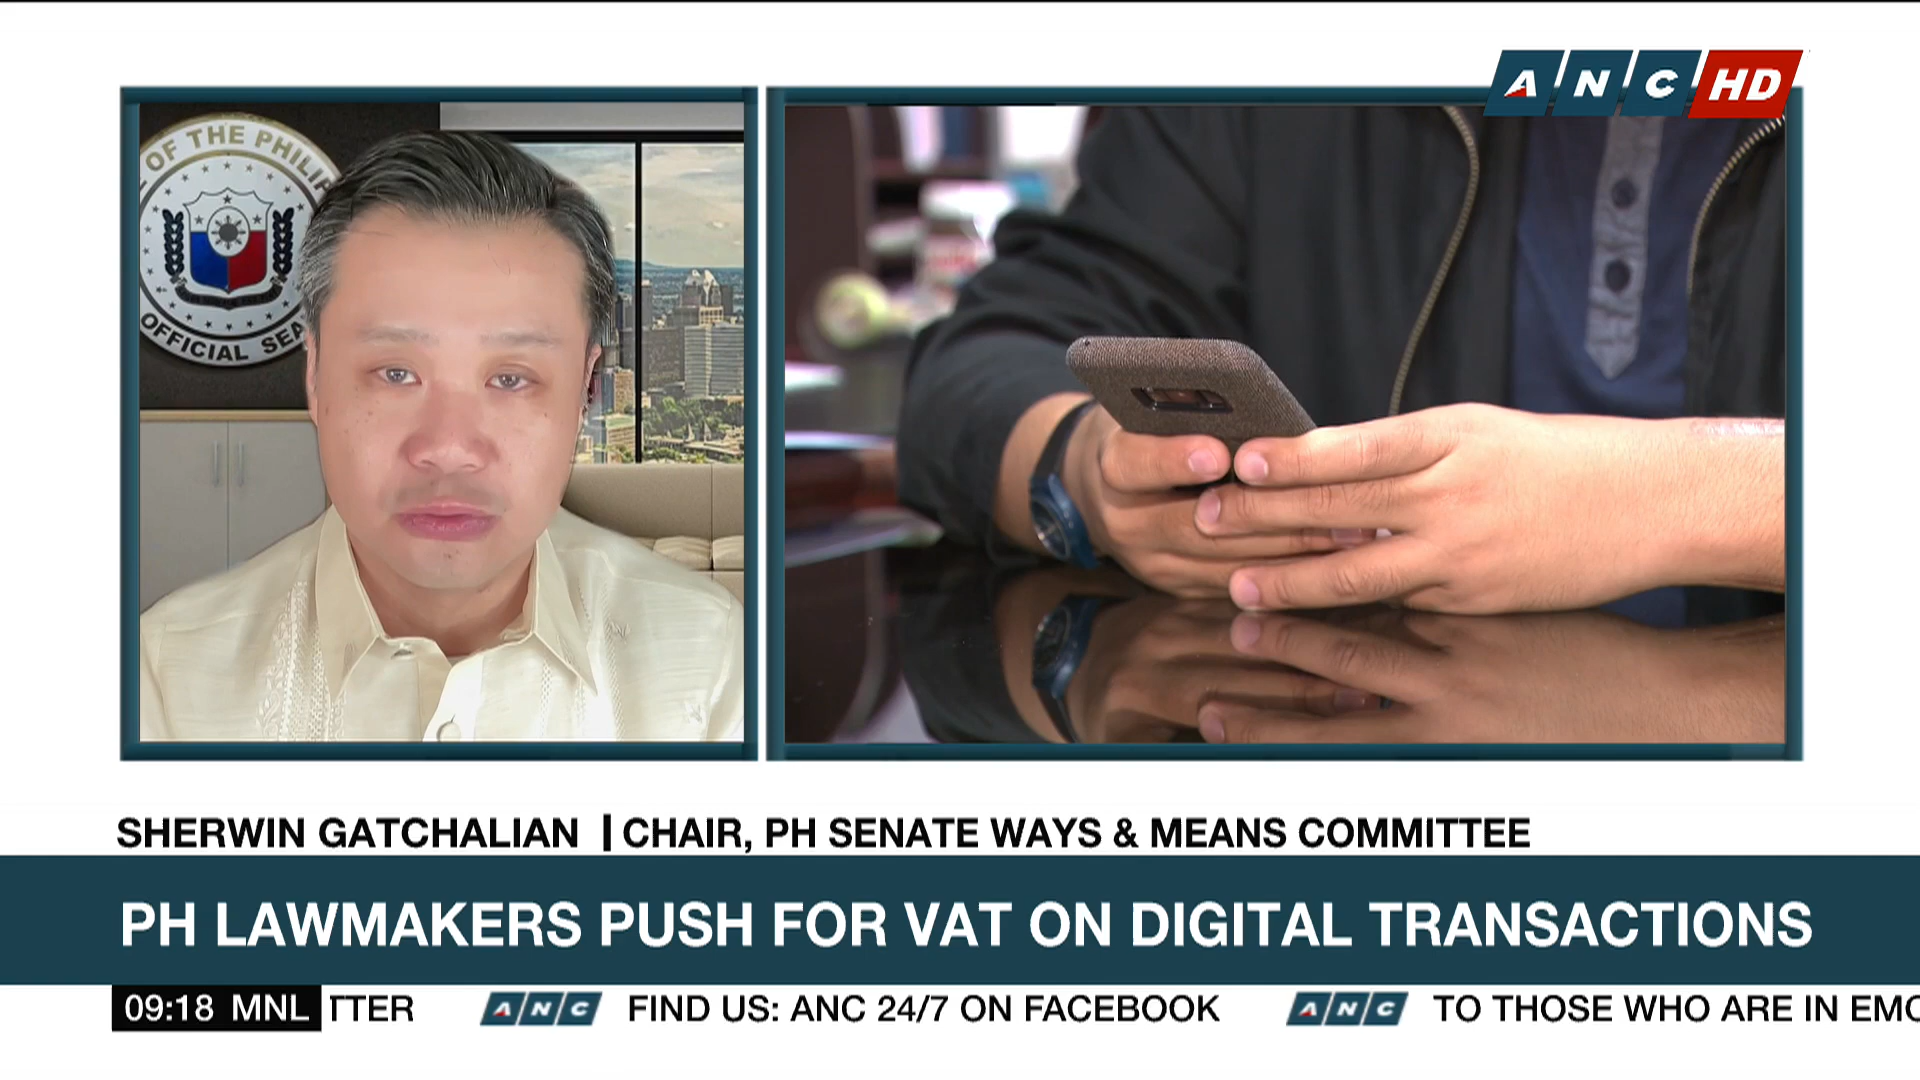 ANC HD
OF THE PHILIP
OFFICIAL SEA
SHERWIN GATCHALIAN | CHAIR, PH SENATE WAYS & MEANS COMMITTEE
PH LAWMAKERS PUSH FOR VAT ON DIGITAL TRANSACTIONS
09:18 MNL TTER ANC FIND US: ANC 24/7 ON FACEBOOK ANC TO THOSE WHO ARE IN EMO